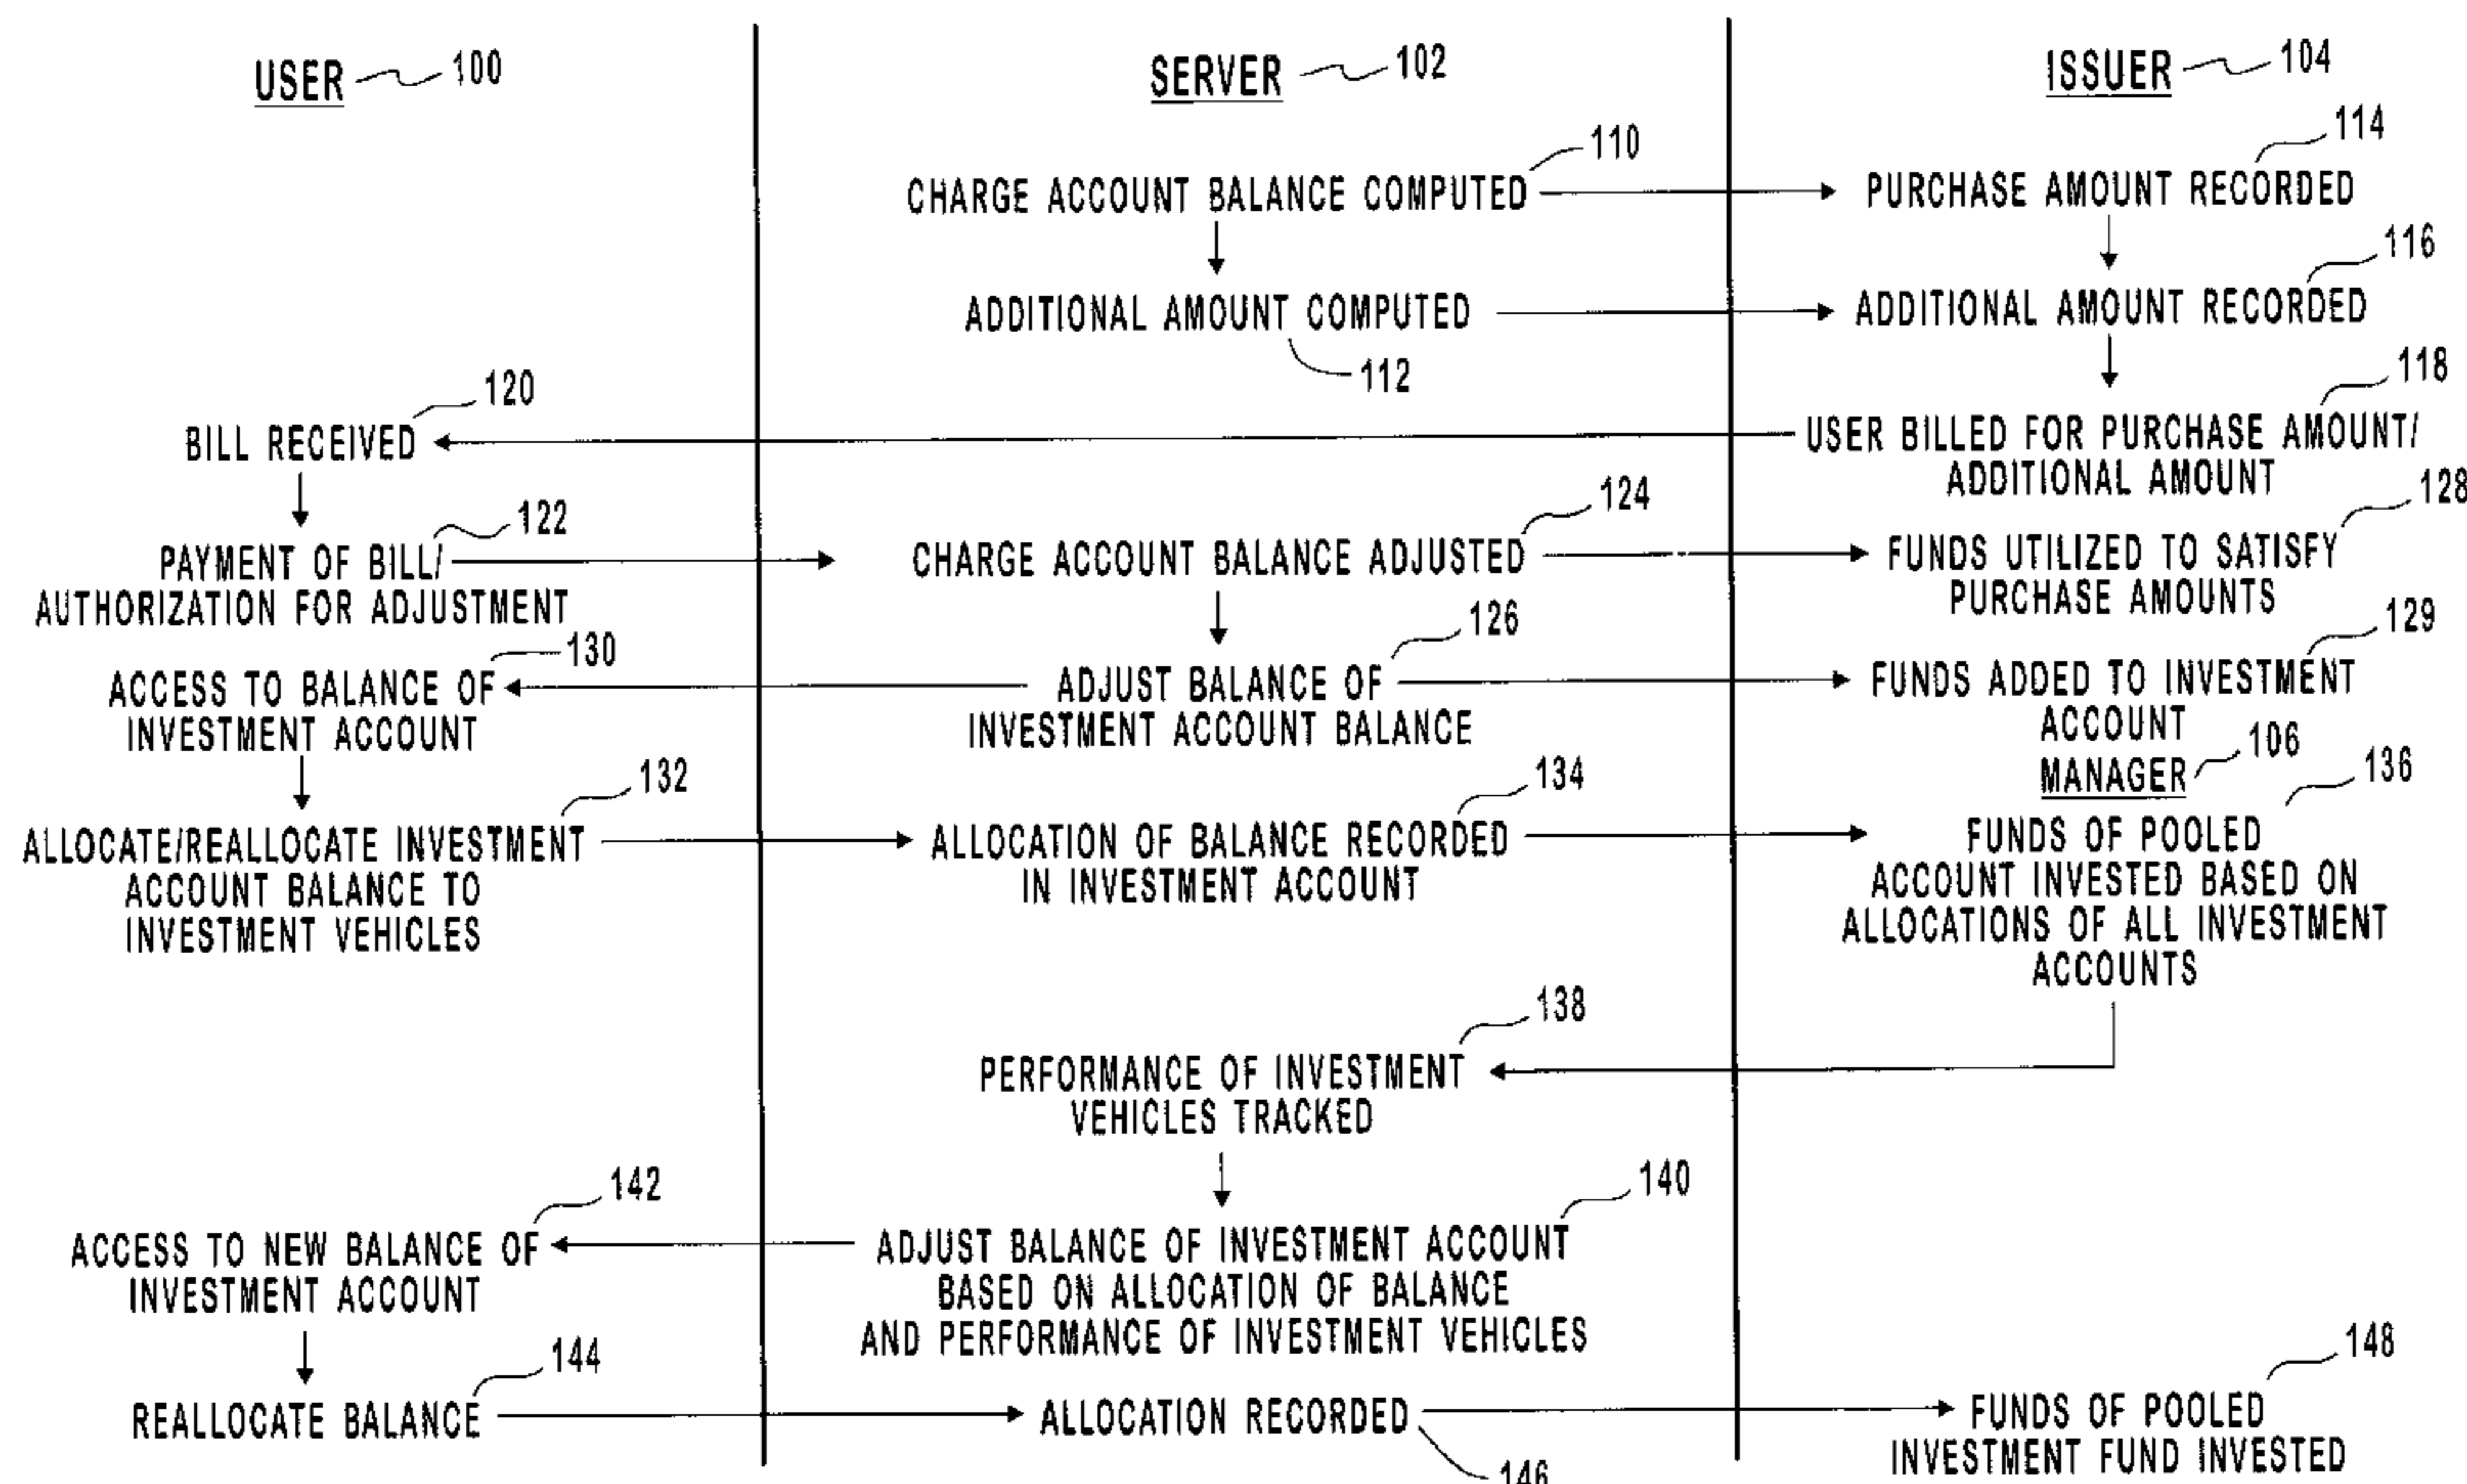 USER 100
SERVER 102
ISSUER 104
110
114
CHARGE ACCOUNT BALANCE COMPUTED
PURCHASE AMOUNT RECORDED
116
ADDITIONAL AMOUNT COMPUTED
ADDITIONAL AMOUNT RECORDED
112
118
120
BILL RECEIVED
USER BILLED FOR PURCHASE AMOUNT/
ADDITIONAL AMOUNT
122
124
128
PAYMENT OF BILL/
AUTHORIZATION FOR ADJUSTMENT
CHARGE ACCOUNT BALANCE ADJUSTED
FUNDS UTILIZED TO SATISFY
PURCHASE AMOUNTS
130
126
129
ACCESS TO BALANCE OF
INVESTMENT ACCOUNT
ADJUST BALANCE OF
INVESTMENT ACCOUNT BALANCE
FUNDS ADDED TO INVESTMENT
ACCOUNT
MANAGER 106
132
134
136
ALLOCATE/REALLOCATE INVESTMENT
ACCOUNT BALANCE TO
INVESTMENT VEHICLES
ALLOCATION OF BALANCE RECORDED
IN INVESTMENT ACCOUNT
FUNDS OF POOLED
ACCOUNT INVESTED BASED ON
ALLOCATIONS OF ALL INVESTMENT
ACCOUNTS
138
PERFORMANCE OF INVESTMENT
VEHICLES TRACKED
142
140
ACCESS TO NEW BALANCE OF
INVESTMENT ACCOUNT
ADJUST BALANCE OF INVESTMENT ACCOUNT
BASED ON ALLOCATION OF BALANCE
AND PERFORMANCE OF INVESTMENT VEHICLES
144
148
REALLOCATE BALANCE
ALLOCATION RECORDED
FUNDS OF POOLED
INVESTMENT FUND INVESTED
146